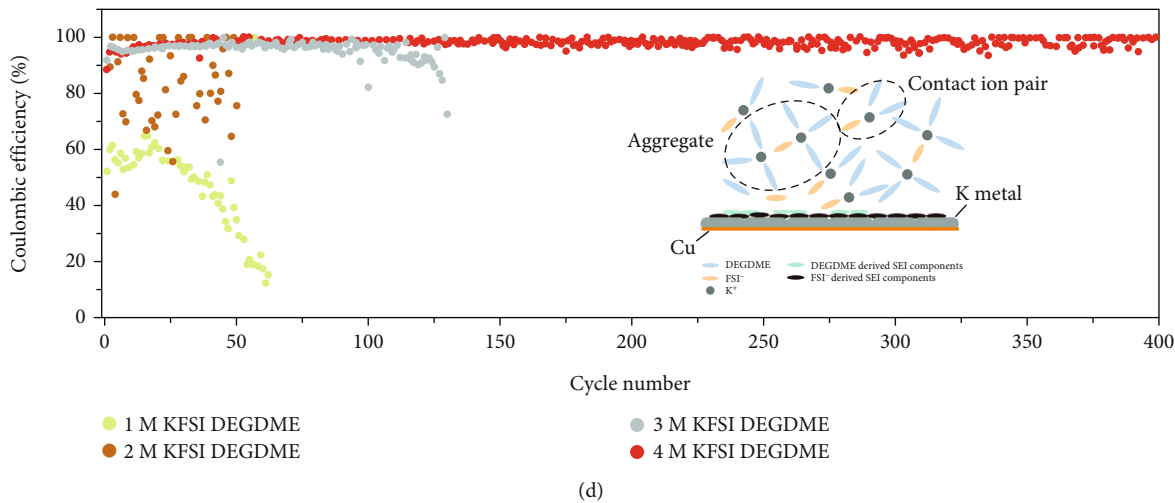 Coulombic efficiency (%)
100
80
60
40
20
0
Contact ion pair
Aggregate
K metal
Cu
DEGDME
DEGDME derived SEI components
FSI⁻
FSI⁻ derived SEI components
K⁺
0
50
100
150
200
250
300
350
400
Cycle number
1 M KFSI DEGDME
3 M KFSI DEGDME
2 M KFSI DEGDME
4 M KFSI DEGDME
(d)